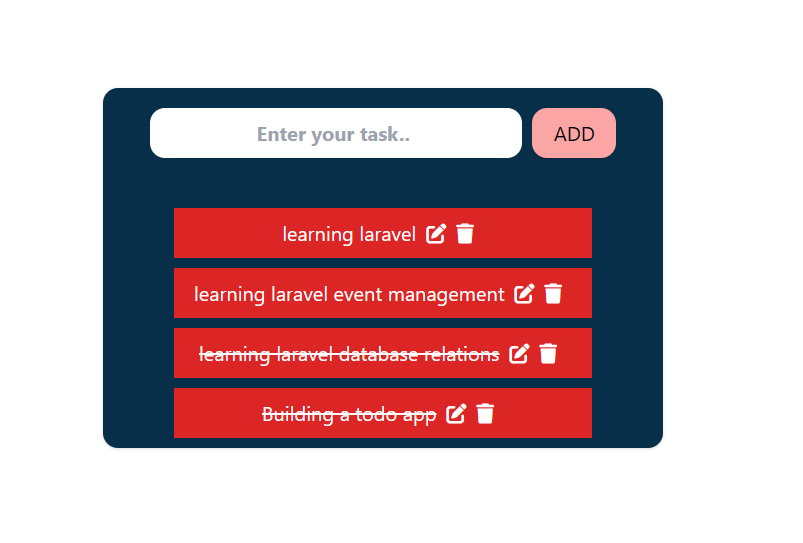 Enter your task..
ADD
learning laravel
learning laravel event management
learning laravel database relations
Building a todo app